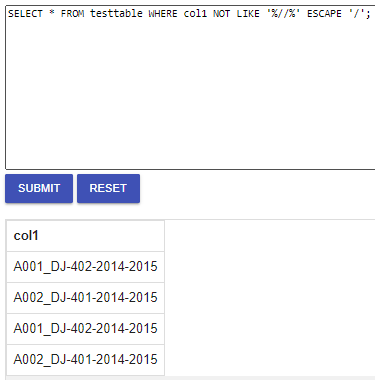 SELECT * FROM testtable WHERE col1 NOT LIKE '%//%' ESCAPE '/';
SUBMIT RESET
col1
A001_DJ-402-2014-2015
A002_DJ-401-2014-2015
A001_DJ-402-2014-2015
A002_DJ-401-2014-2015